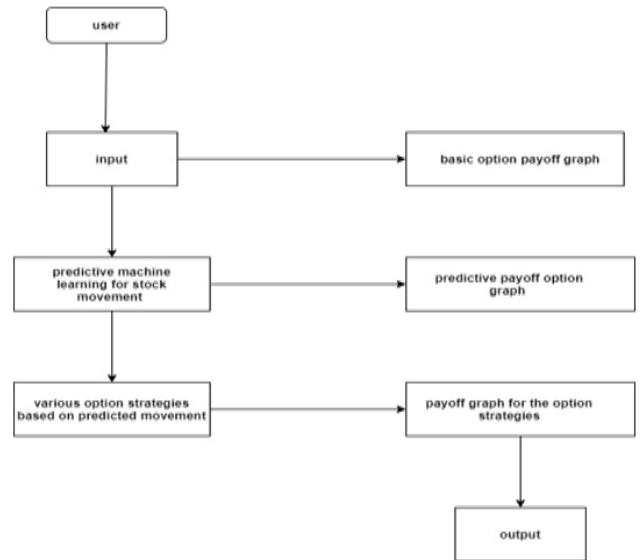 user
input
basic option payoff graph
predictive machine
learning for stock
movement
predictive payoff option
graph
various option strategies
based on predicted movement
payoff graph for the option
strategies
output